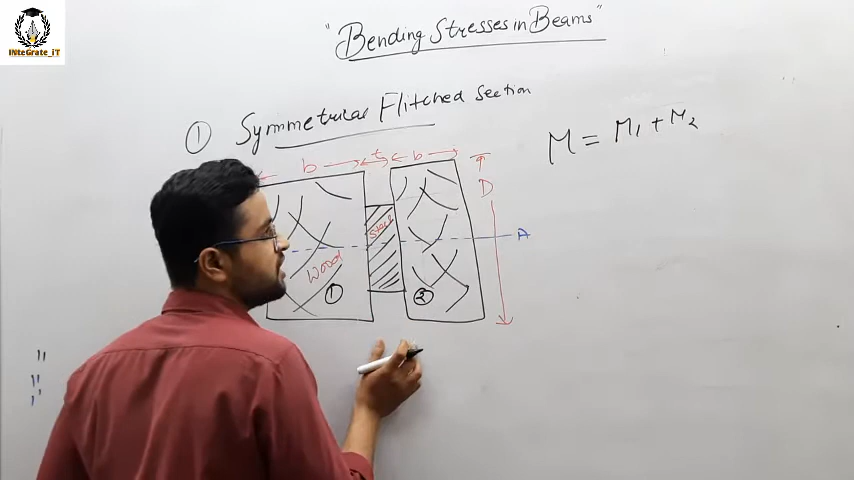 INteGrate_iT
"Bending Stresses in Beams"
① Symmetrical Flitched Section
M = M1 + M2
b t b
D
Steel
A
Wood
① ②